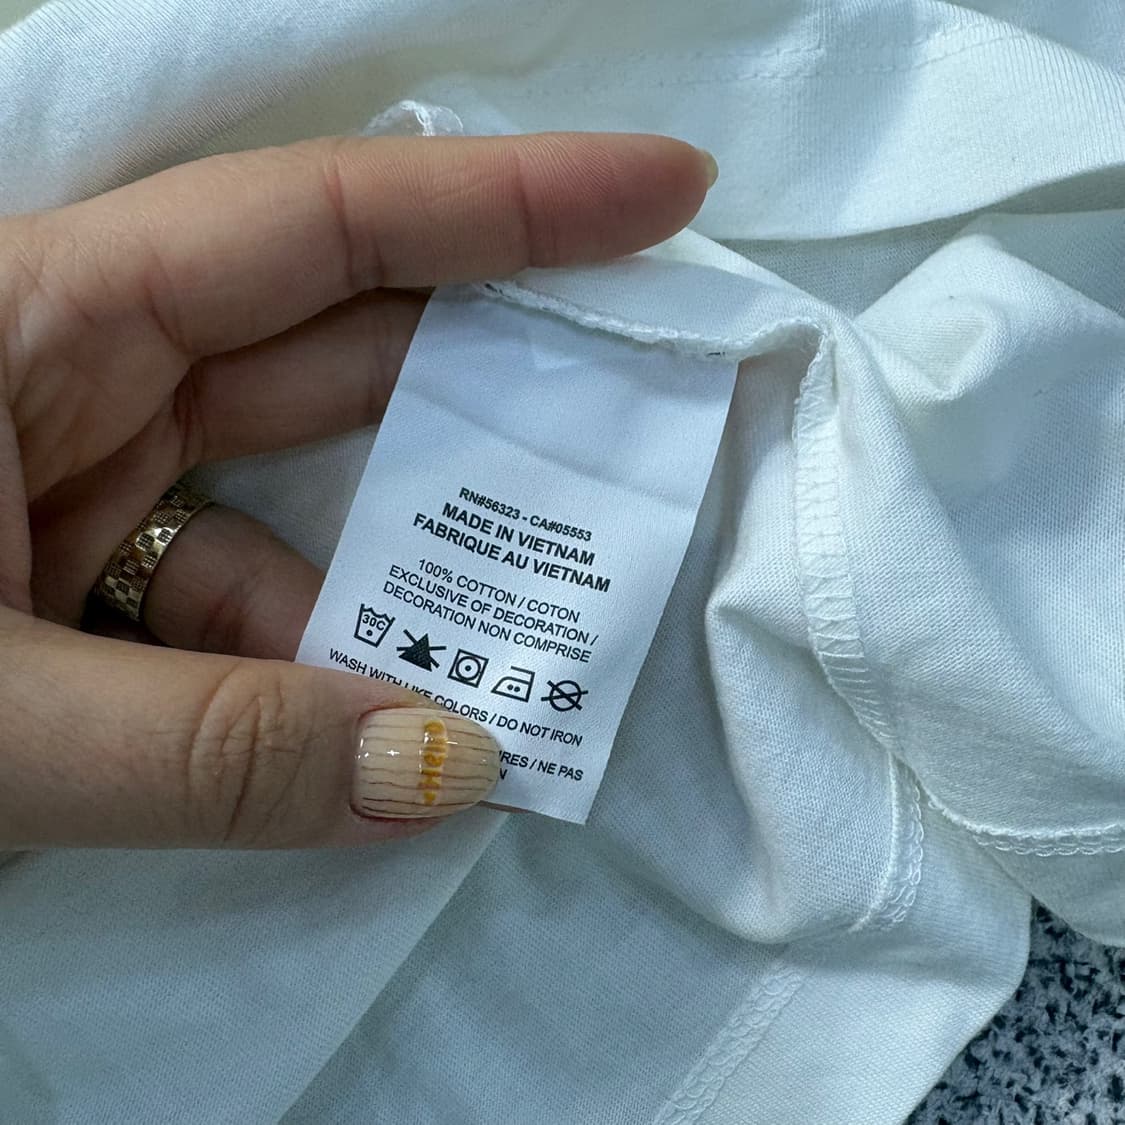 RN#56323 - CA#05553
MADE IN VIETNAM
FABRIQUE AU VIETNAM
100% COTTON / COTON
EXCLUSIVE OF DECORATION /
DECORATION NON COMPRISE
30C
WASH WITH LIKE COLORS / DO NOT IRON
/ NE PAS
Hello